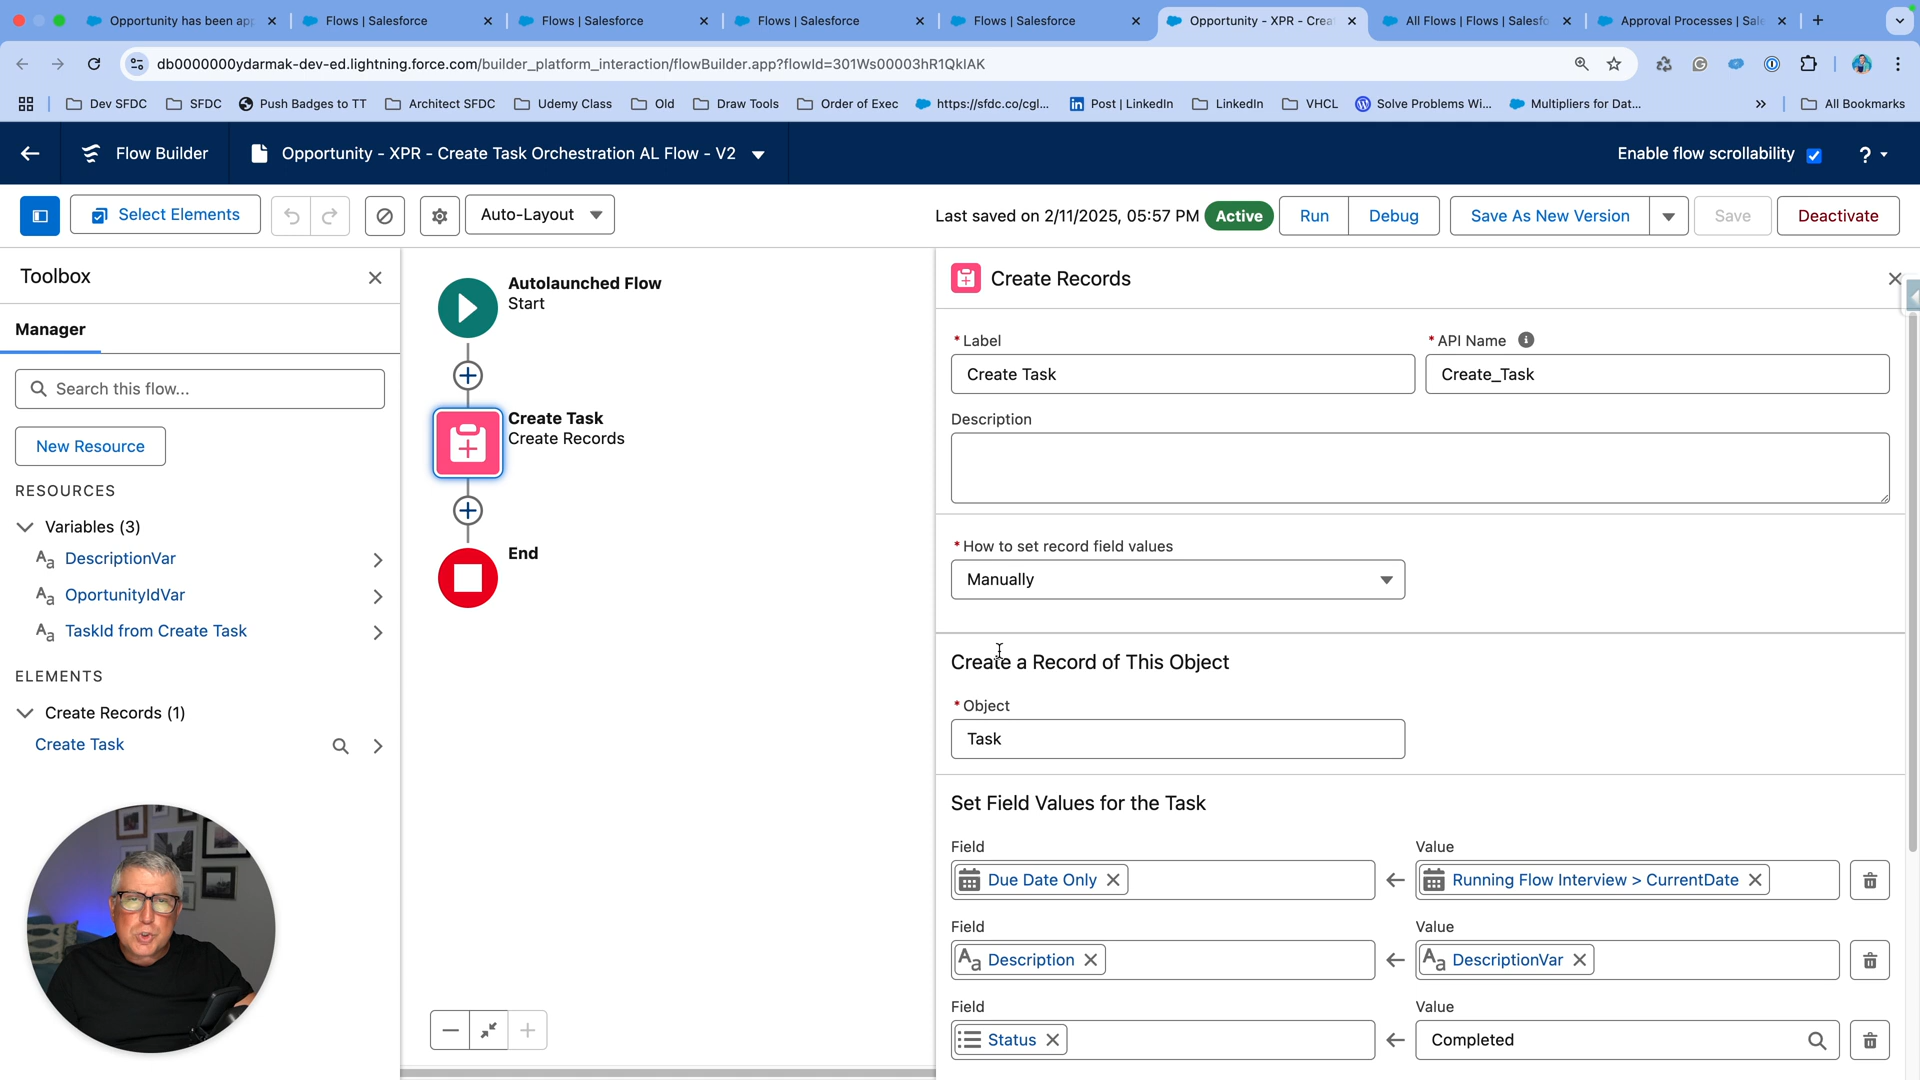 Opportunity has been app
Flows | Salesforce
Flows | Salesforce
Flows | Salesforce
Flows | Salesforce
Opportunity - XPR - Crea
All Flows | Flows | Salesfo
Approval Processes | Sale
db0000000ydarmak-dev-ed.lightning.force.com/builder_platform_interaction/flowBuilder.app?flowId=301Ws00003hR1QkIAK
Dev SFDC
SFDC
Push Badges to TT
Architect SFDC
Udemy Class
Old
Draw Tools
Order of Exec
https://sfdc.co/cgl...
Post | LinkedIn
LinkedIn
VHCL
Solve Problems Wi...
Multipliers for Dat...
»
All Bookmarks
Flow Builder
Opportunity - XPR - Create Task Orchestration AL Flow - V2
Enable flow scrollability
?
Select Elements
Auto-Layout
Last saved on 2/11/2025, 05:57 PM
Active
Run
Debug
Save As New Version
Save
Deactivate
Toolbox
Manager
Search this flow...
New Resource
RESOURCES
Variables (3)
Aa DescriptionVar
Aa OportunityIdVar
Aa TaskId from Create Task
ELEMENTS
Create Records (1)
Create Task
Autolaunched Flow
Start
Create Task
Create Records
End
Create Records
* Label
Create Task
* API Name
Create_Task
Description
* How to set record field values
Manually
Create a Record of This Object
* Object
Task
Set Field Values for the Task
Field
Value
Due Date Only
Running Flow Interview > CurrentDate
Field
Value
Aa Description
Aa DescriptionVar
Field
Value
Status
Completed